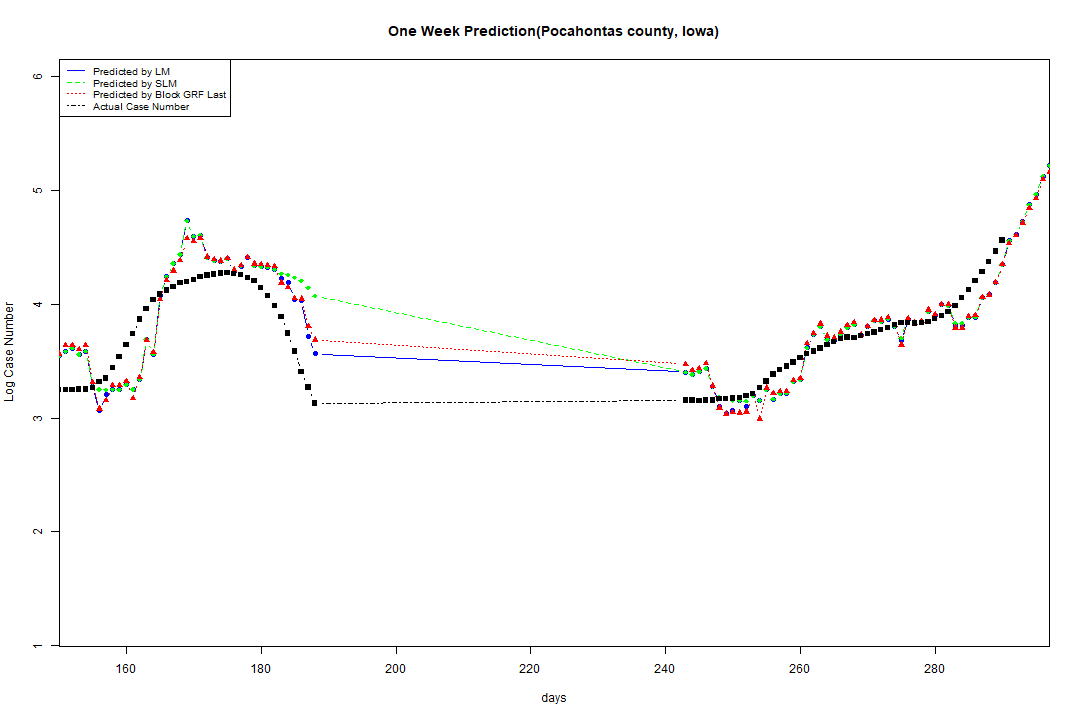 One Week Prediction(Pocahontas county, Iowa)
Predicted by LM
Predicted by SLM
Predicted by Block GRF Last
Actual Case Number
6
5
4
3
2
1
Log Case Number
160 180 200 220 240 260 280
days